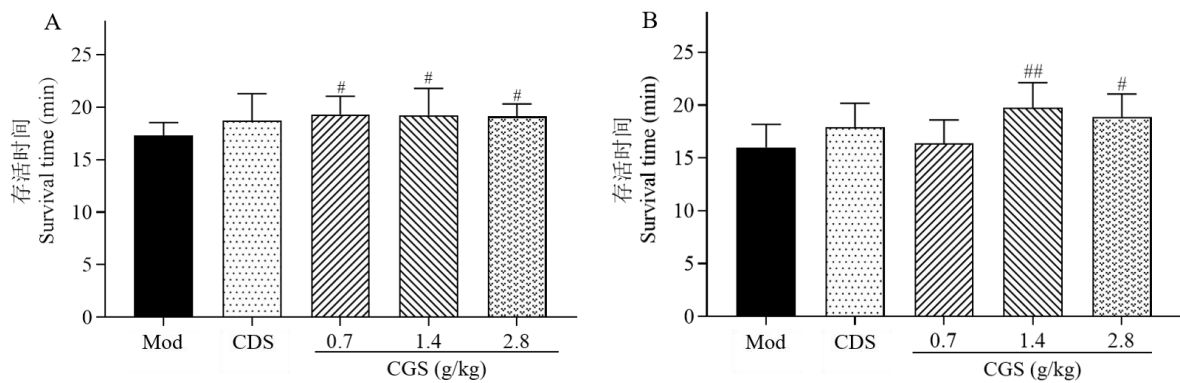 A
存活时间
Survival time (min)
25
20
15
10
5
0
#
#
#
Mod
CDS
0.7
1.4
2.8
CGS (g/kg)
B
存活时间
Survival time (min)
25
20
15
10
5
0
##
#
Mod
CDS
0.7
1.4
2.8
CGS (g/kg)